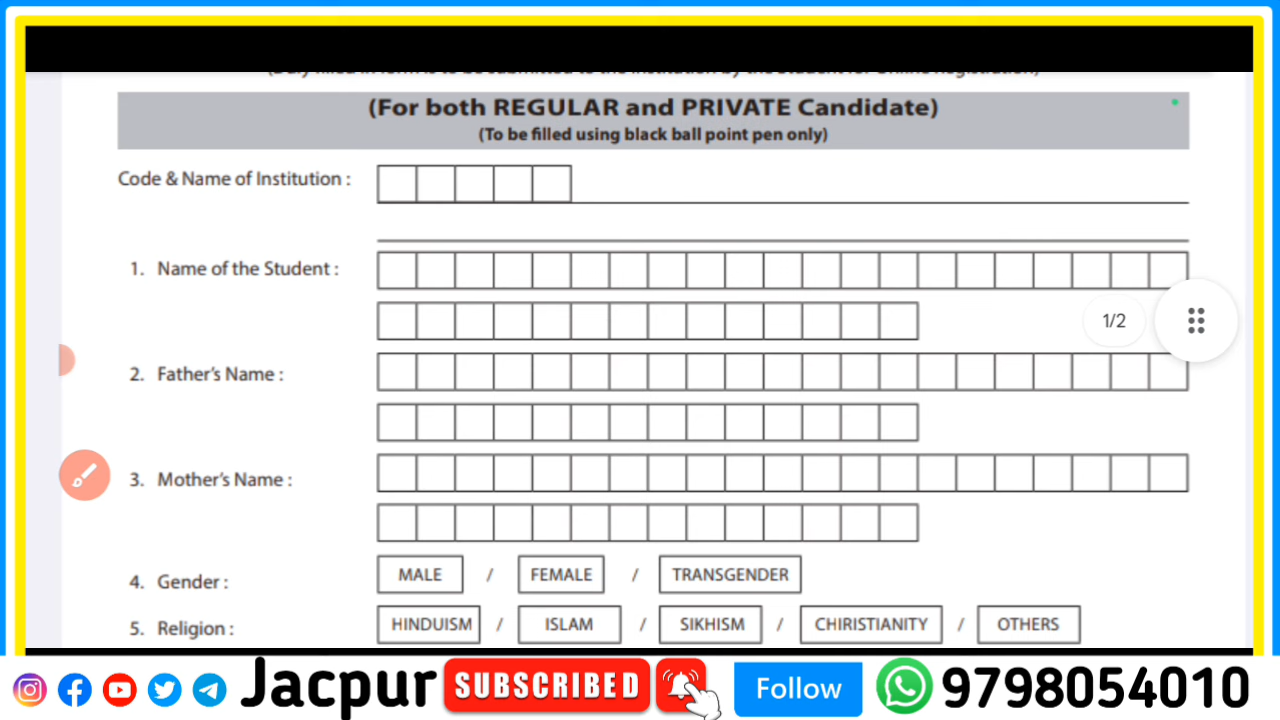 (For both REGULAR and PRIVATE Candidate)
(To be filled using black ball point pen only)
Code & Name of Institution :
1. Name of the Student :
1/2
2. Father's Name :
3. Mother's Name :
4. Gender : MALE / FEMALE / TRANSGENDER
5. Religion : HINDUISM / ISLAM / SIKHISM / CHIRISTIANITY / OTHERS
Jacpur SUBSCRIBED Follow 9798054010